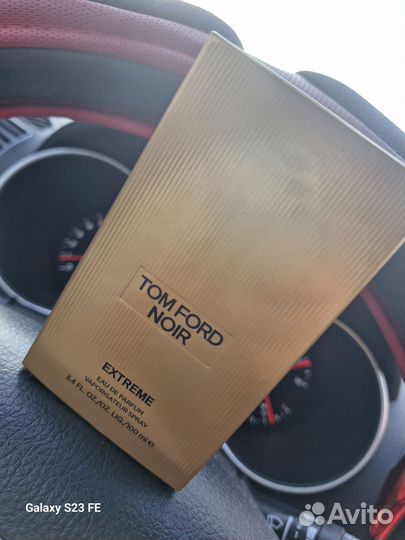 TOM FORD
NOIR
EXTREME
EAU DE PARFUM
VAPORISATEUR SPRAY
3.4 FL. OZ./OZ. LIQ./100 ml e
Galaxy S23 FE
Avito